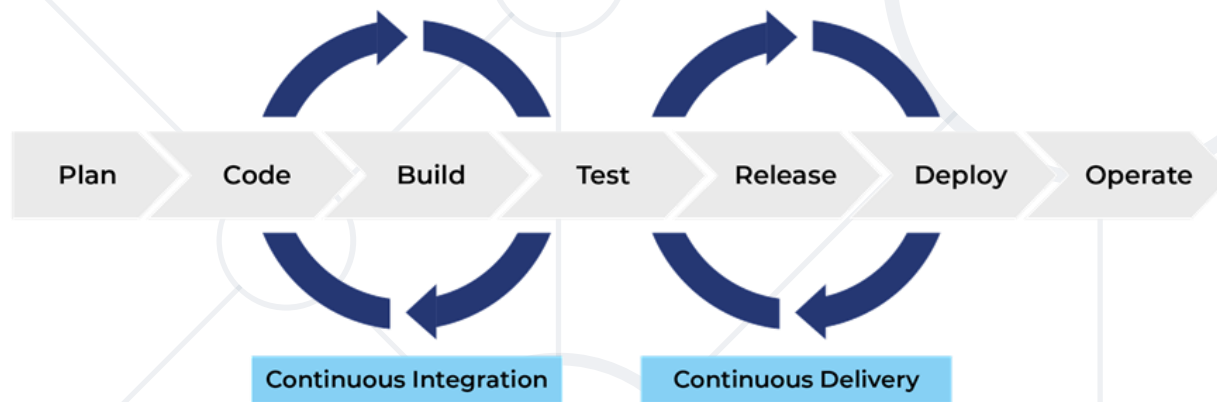 Plan Code Build Test Release Deploy Operate
Continuous Integration Continuous Delivery